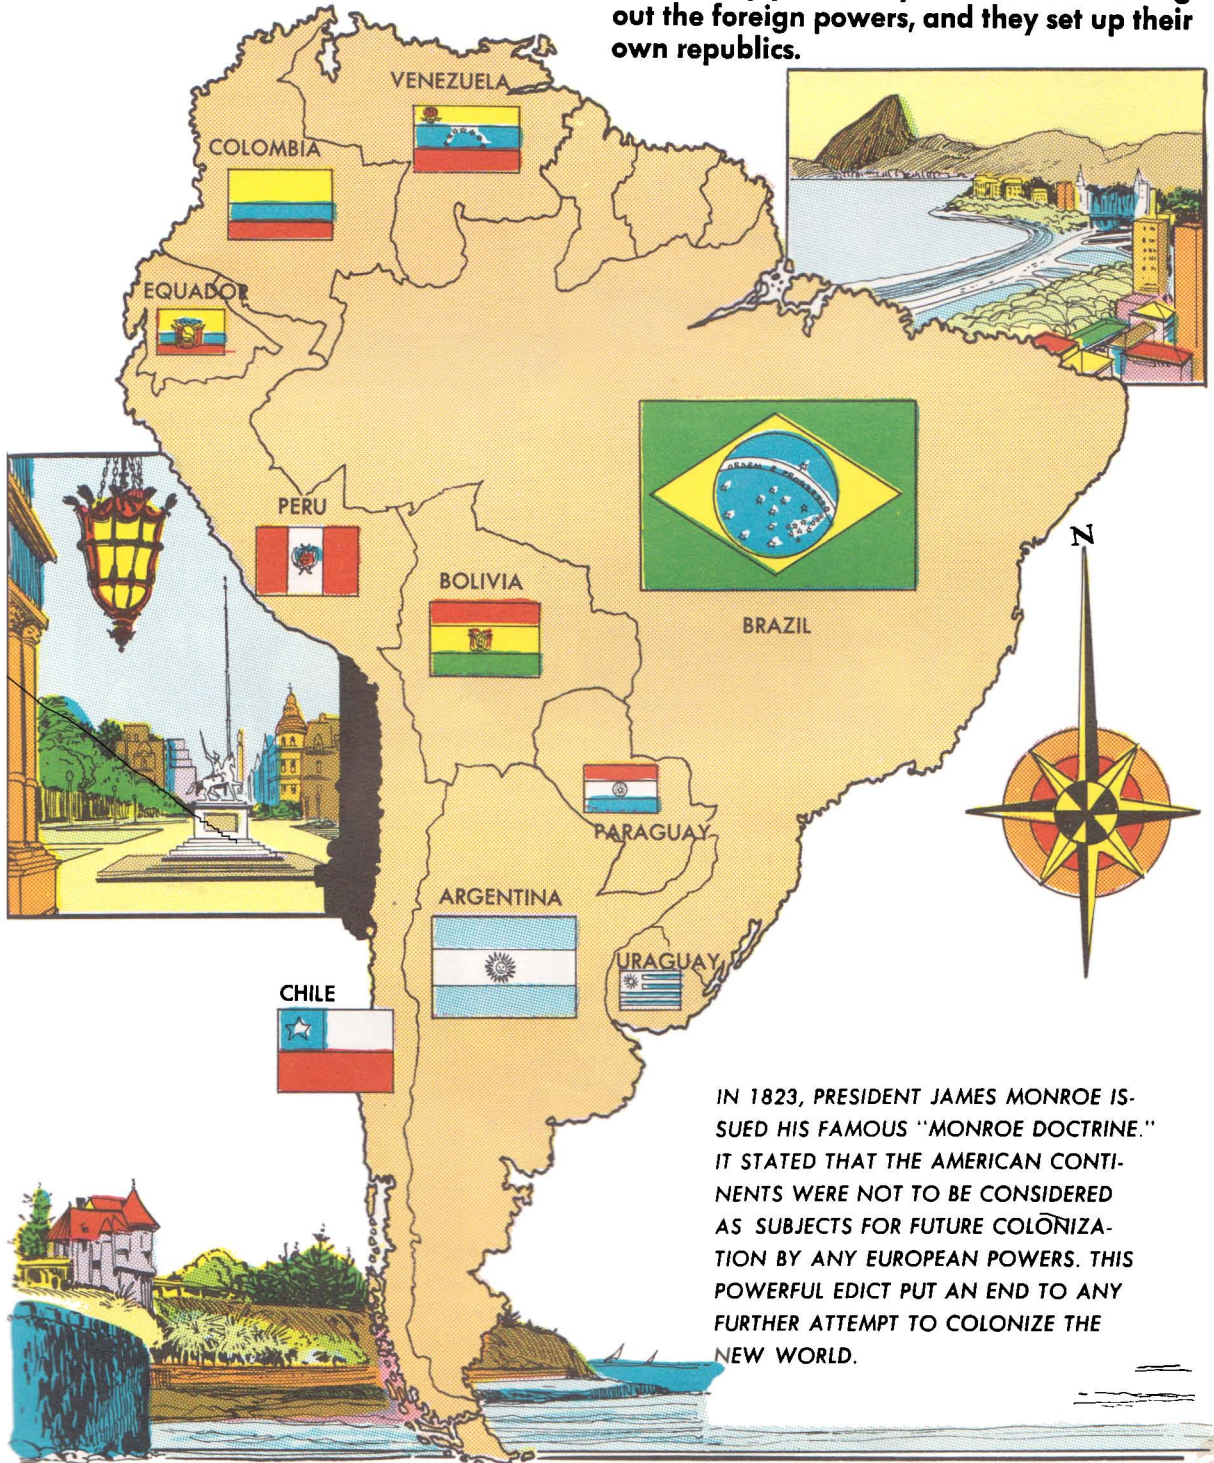 out the foreign powers, and they set up their
own republics.
VENEZUELA
COLOMBIA
EQUADOR
PERU
BOLIVIA
BRAZIL
N
PARAGUAY
ARGENTINA
URAGUAY
CHILE
IN 1823, PRESIDENT JAMES MONROE IS-
SUED HIS FAMOUS "MONROE DOCTRINE."
IT STATED THAT THE AMERICAN CONTI-
NENTS WERE NOT TO BE CONSIDERED
AS SUBJECTS FOR FUTURE COLONIZA-
TION BY ANY EUROPEAN POWERS. THIS
POWERFUL EDICT PUT AN END TO ANY
FURTHER ATTEMPT TO COLONIZE THE
NEW WORLD.